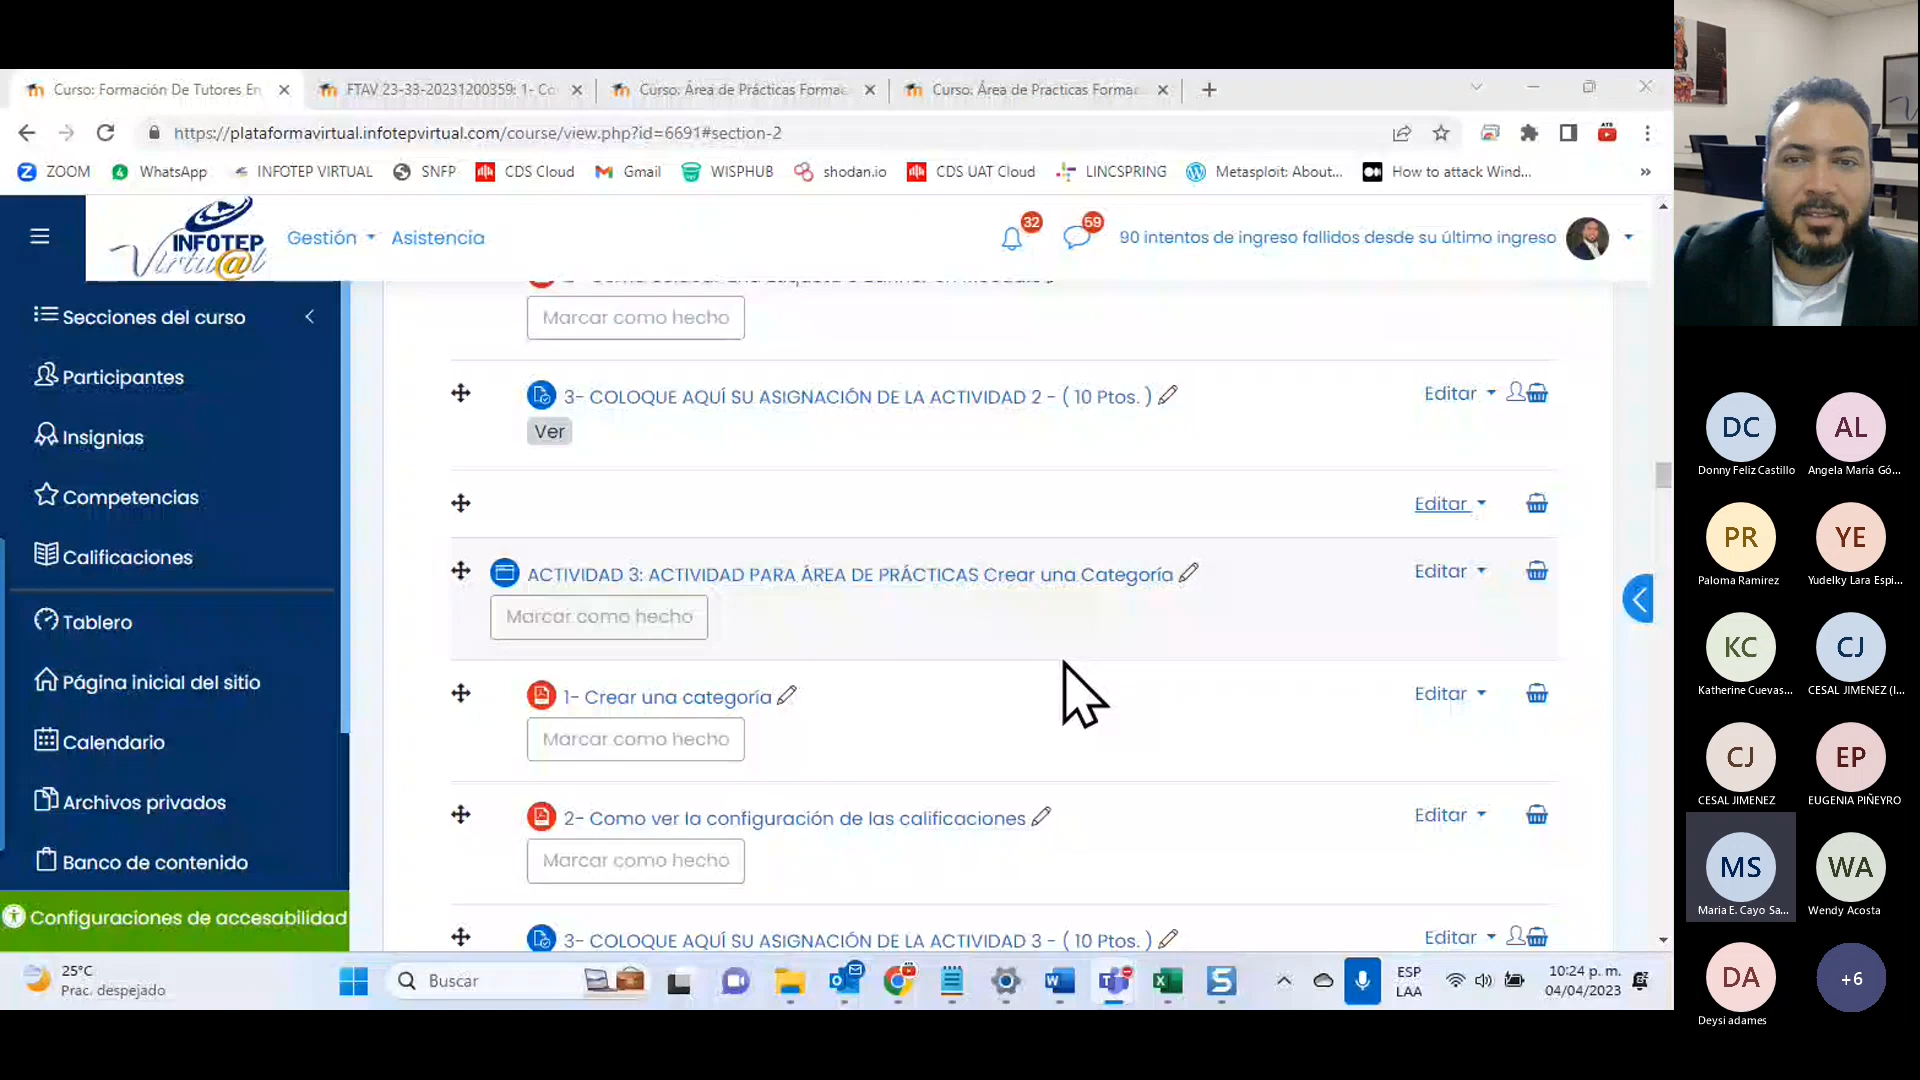 Curso: Formación De Tutores En
FTAV 23-33-20231200359: 1- Co
Curso: Área de Prácticas Formac
Curso: Área de Practicas Formac
https://plataformavirtual.infotepvirtual.com/course/view.php?id=6691#section-2
ZOOM
WhatsApp
INFOTEP VIRTUAL
SNFP
CDS Cloud
Gmail
WISPHUB
shodan.io
CDS UAT Cloud
LINCSPRING
Metasploit: About...
How to attack Wind...
»
INFOTEP
Virtu@l
Gestión
Asistencia
32
59
90 intentos de ingreso fallidos desde su último ingreso
Secciones del curso
Participantes
Insignias
Competencias
Calificaciones
Tablero
Página inicial del sitio
Calendario
Archivos privados
Banco de contenido
Configuraciones de accesabilidad
Marcar como hecho
3- COLOQUE AQUÍ SU ASIGNACIÓN DE LA ACTIVIDAD 2 - ( 10 Ptos. )
Editar
Ver
Editar
ACTIVIDAD 3: ACTIVIDAD PARA ÁREA DE PRÁCTICAS Crear una Categoría
Editar
Marcar como hecho
1- Crear una categoría
Editar
Marcar como hecho
2- Como ver la configuración de las calificaciones
Editar
Marcar como hecho
3- COLOQUE AQUÍ SU ASIGNACIÓN DE LA ACTIVIDAD 3 - ( 10 Ptos. )
Editar
25°C
Prac. despejado
Buscar
ESP
LAA
10:24 p. m.
04/04/2023
DC
Donny Feliz Castillo
AL
Angela María Gó...
PR
Paloma Ramirez
YE
Yudelky Lara Espi...
KC
Katherine Cuevas...
CJ
CESAL JIMENEZ (I...
CJ
CESAL JIMENEZ
EP
EUGENIA PIÑEYRO
MS
Maria E. Cayo Sa...
WA
Wendy Acosta
DA
Deysi adames
+6